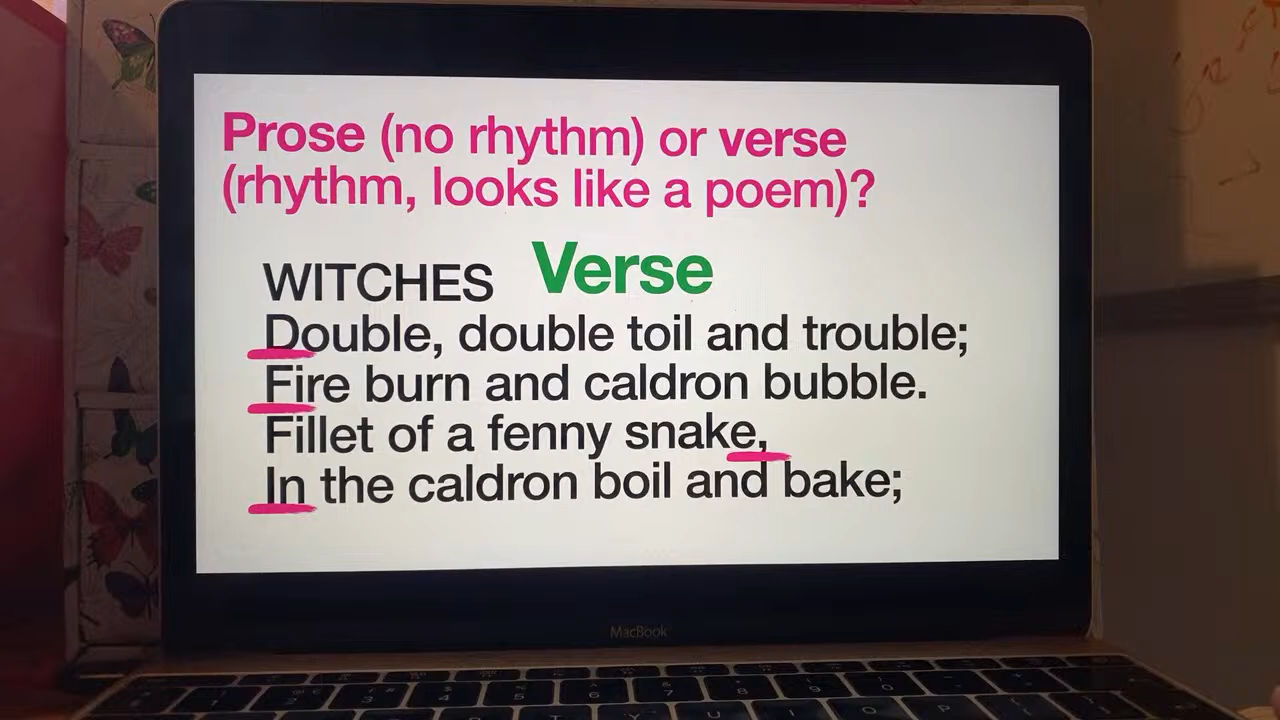 Prose (no rhythm) or verse
(rhythm, looks like a poem)?
WITCHES Verse
Double, double toil and trouble;
Fire burn and caldron bubble.
Fillet of a fenny snake,
In the caldron boil and bake;
MacBook